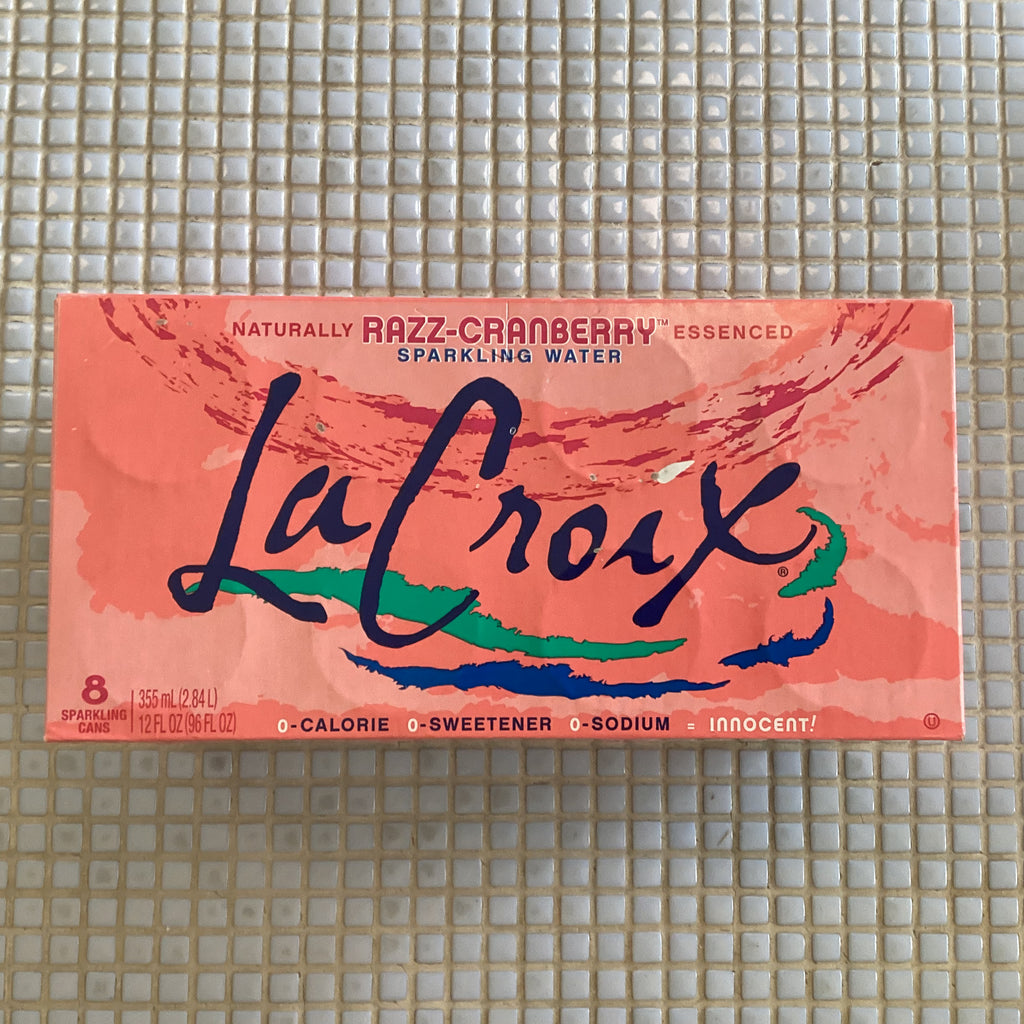 NATURALLY RAZZ-CRANBERRY™ ESSENCED
SPARKLING WATER
LaCroix®
8
SPARKLING
CANS
355 mL (2.84 L)
12 FL OZ (96 FL OZ)
0-CALORIE 0-SWEETENER 0-SODIUM = INNOCENT!
U